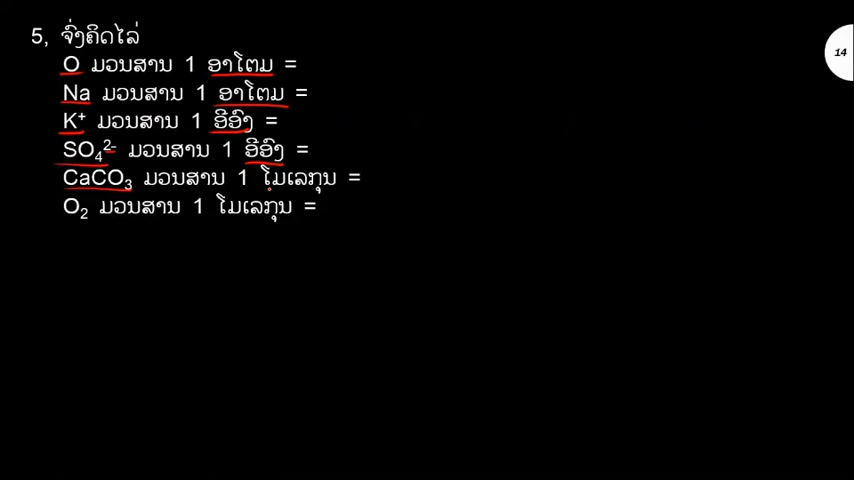 5, ຈົ່ງຄິດໄລ່
O ມວນສານ 1 ອາໂຕມ =
Na ມວນສານ 1 ອາໂຕມ =
K⁺ ມວນສານ 1 ອີອົງ =
SO₄²⁻ ມວນສານ 1 ອີອົງ =
CaCO₃ ມວນສານ 1 ໂມເລກຸນ =
O₂ ມວນສານ 1 ໂມເລກຸນ =
14